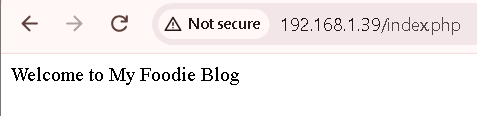 Not secure 192.168.1.39/index.php
Welcome to My Foodie Blog